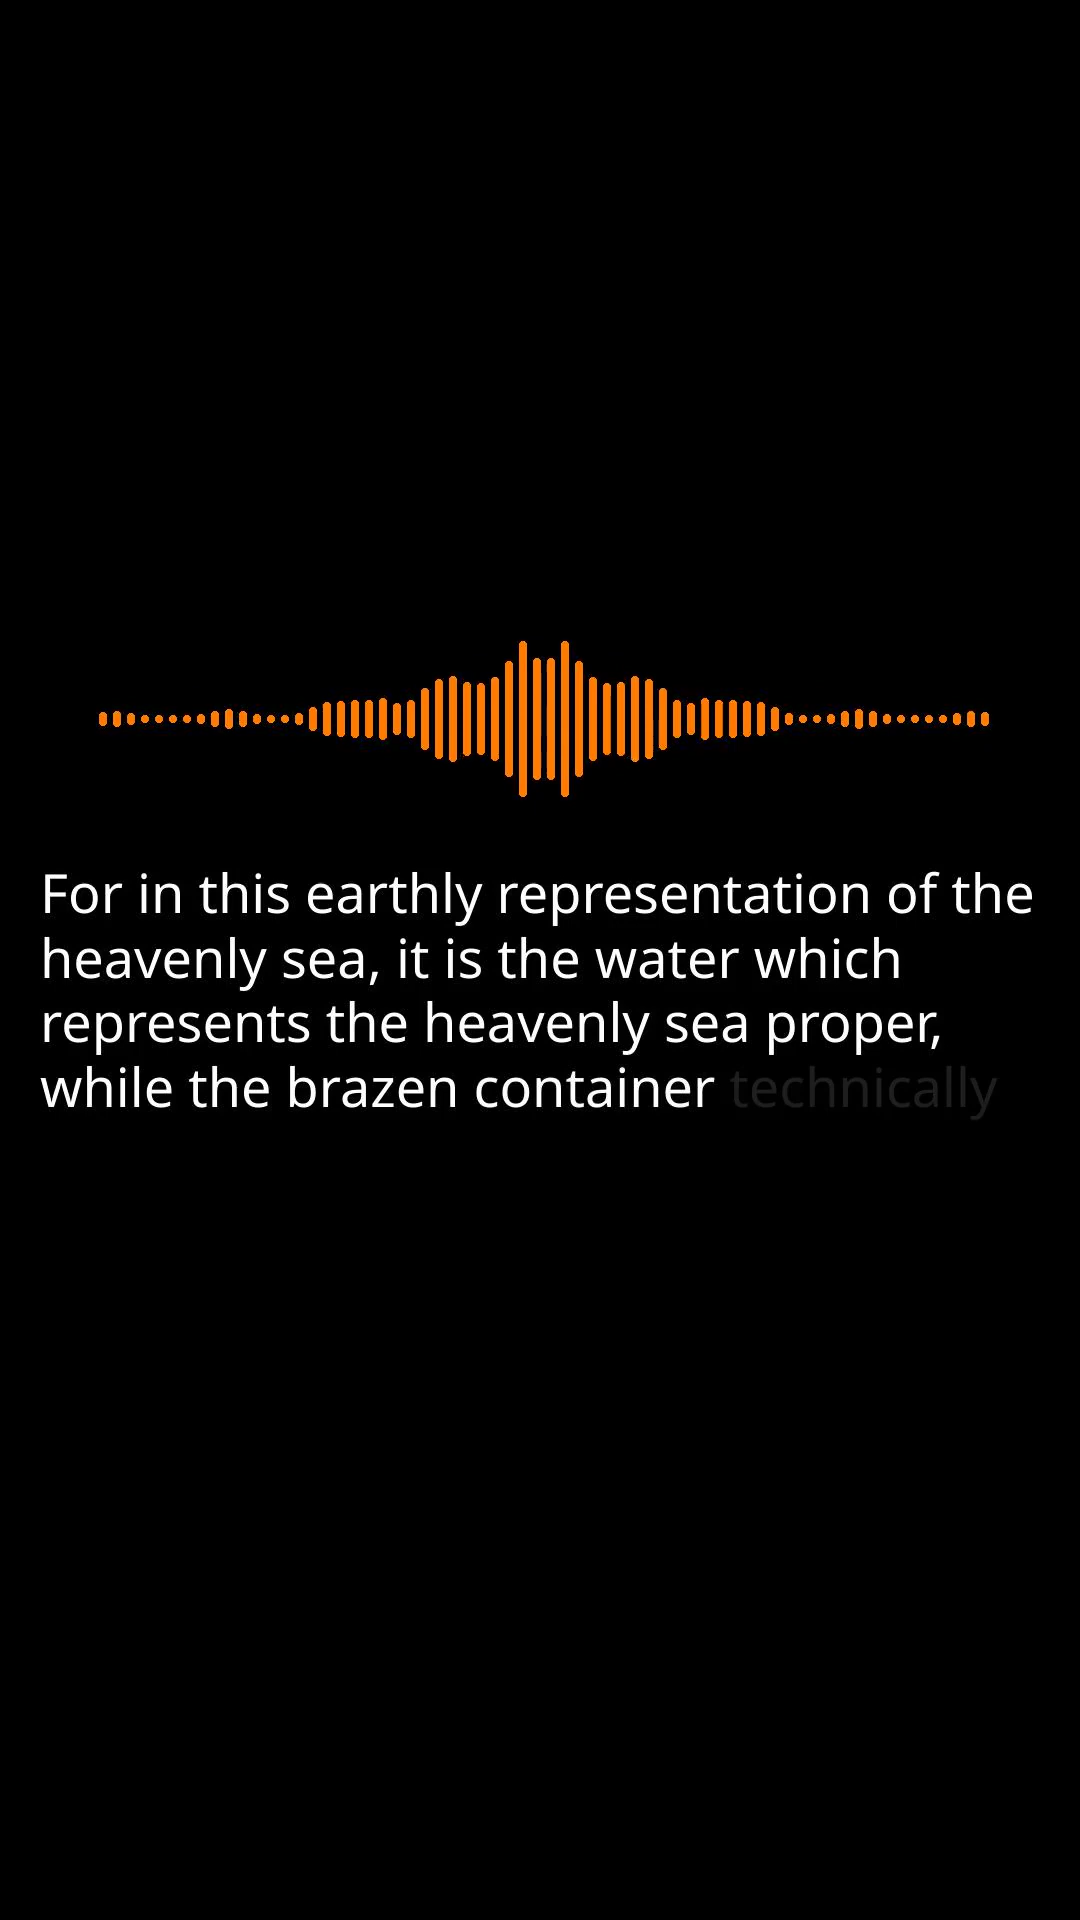 For in this earthly representation of the
heavenly sea, it is the water which
represents the heavenly sea proper,
while the brazen container technically